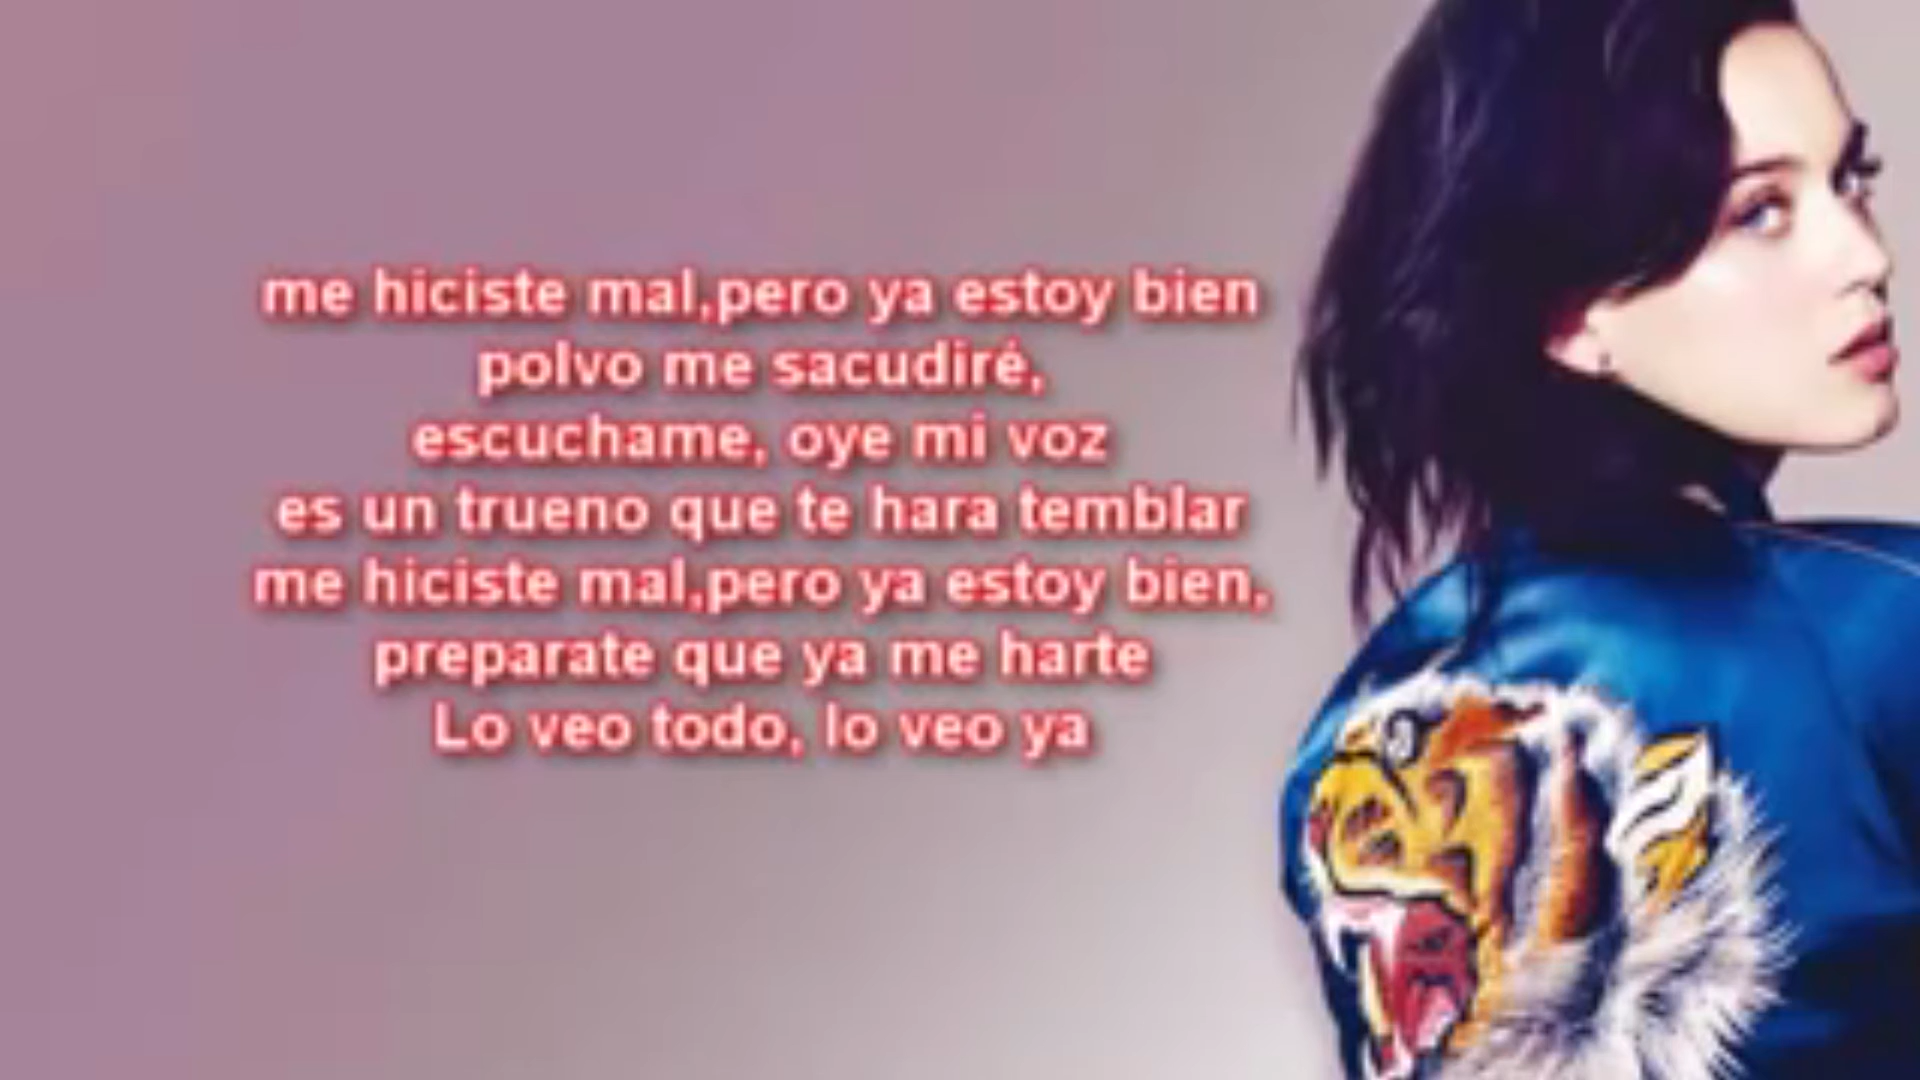 me hiciste mal,pero ya estoy bien
polvo me sacudiré,
escuchame, oye mi voz
es un trueno que te hara temblar
me hiciste mal,pero ya estoy bien,
preparate que ya me harte
Lo veo todo, lo veo ya